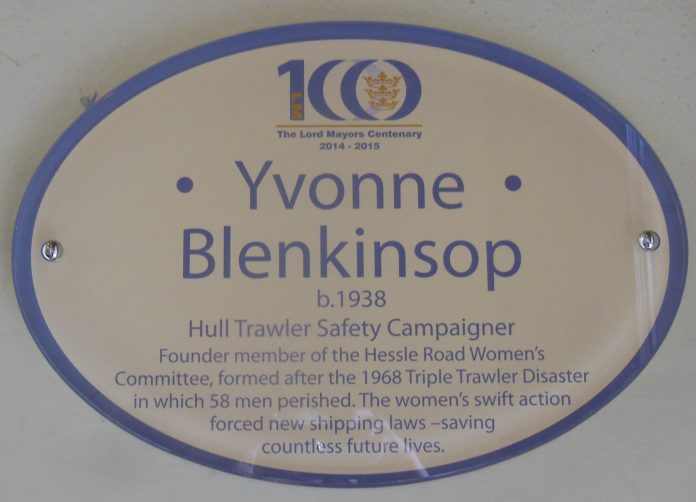 100
LM
The Lord Mayors Centenary
2014 - 2015
• Yvonne •
Blenkinsop
b.1938
Hull Trawler Safety Campaigner
Founder member of the Hessle Road Women's
Committee, formed after the 1968 Triple Trawler Disaster
in which 58 men perished. The women's swift action
forced new shipping laws –saving
countless future lives.